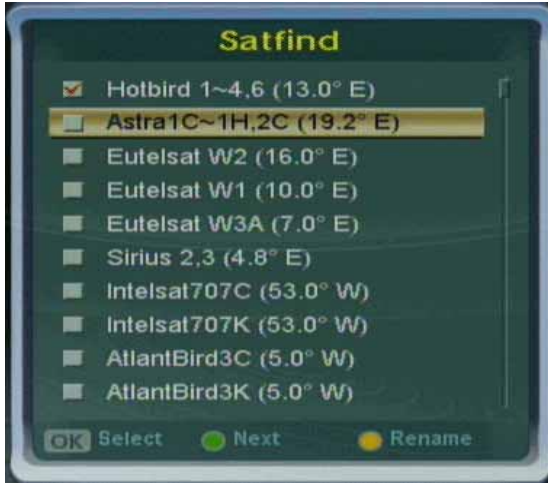 Satfind
Hotbird 1~4,6 (13.0° E)
Astra1C~1H,2C (19.2° E)
Eutelsat W2 (16.0° E)
Eutelsat W1 (10.0° E)
Eutelsat W3A (7.0° E)
Sirius 2,3 (4.8° E)
Intelsat707C (53.0° W)
Intelsat707K (53.0° W)
AtlantBird3C (5.0° W)
AtlantBird3K (5.0° W)
OK Select Next Rename